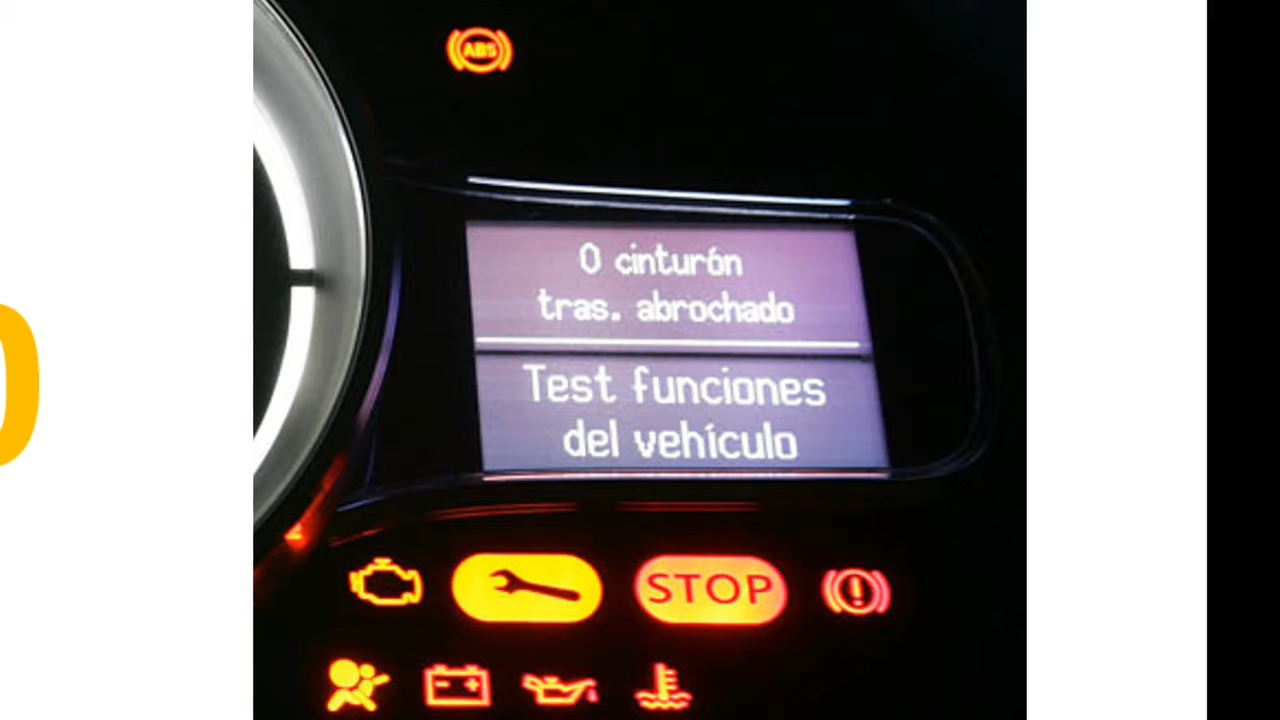 ABS
0 cinturón
tras. abrochado
Test funciones
del vehículo
STOP